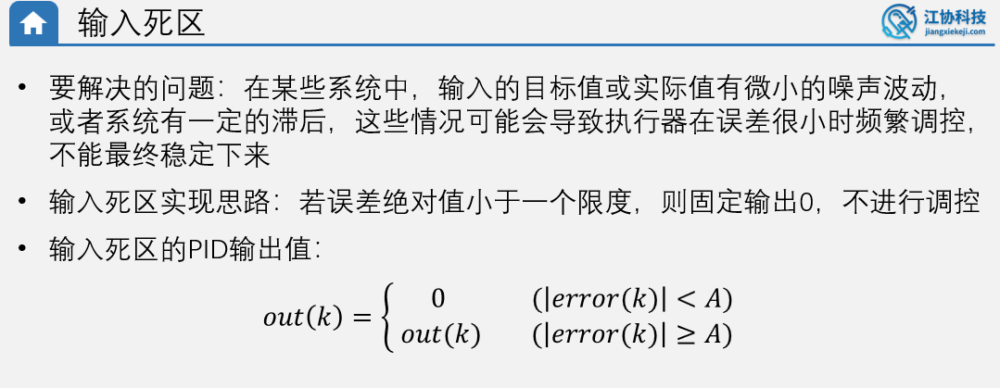 输入死区
江协科技
jiangxiekeji.com
• 要解决的问题：在某些系统中，输入的目标值或实际值有微小的噪声波动，
或者系统有一定的滞后，这些情况可能会导致执行器在误差很小时频繁调控，
不能最终稳定下来
• 输入死区实现思路：若误差绝对值小于一个限度，则固定输出0，不进行调控
• 输入死区的PID输出值：
out(k) = { 0 (|error(k)| < A)
out(k) (|error(k)| ≥ A)